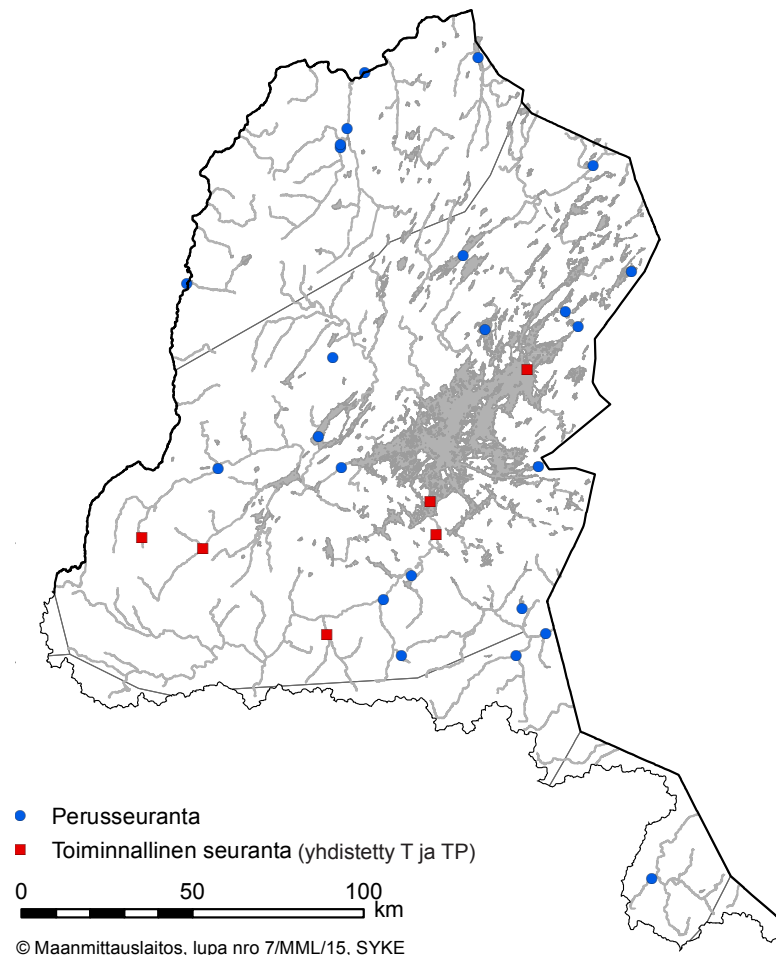 Perusseuranta
Toiminnallinen seuranta (yhdistetty T ja TP)
0 50 100
km
© Maanmittauslaitos, lupa nro 7/MML/15, SYKE